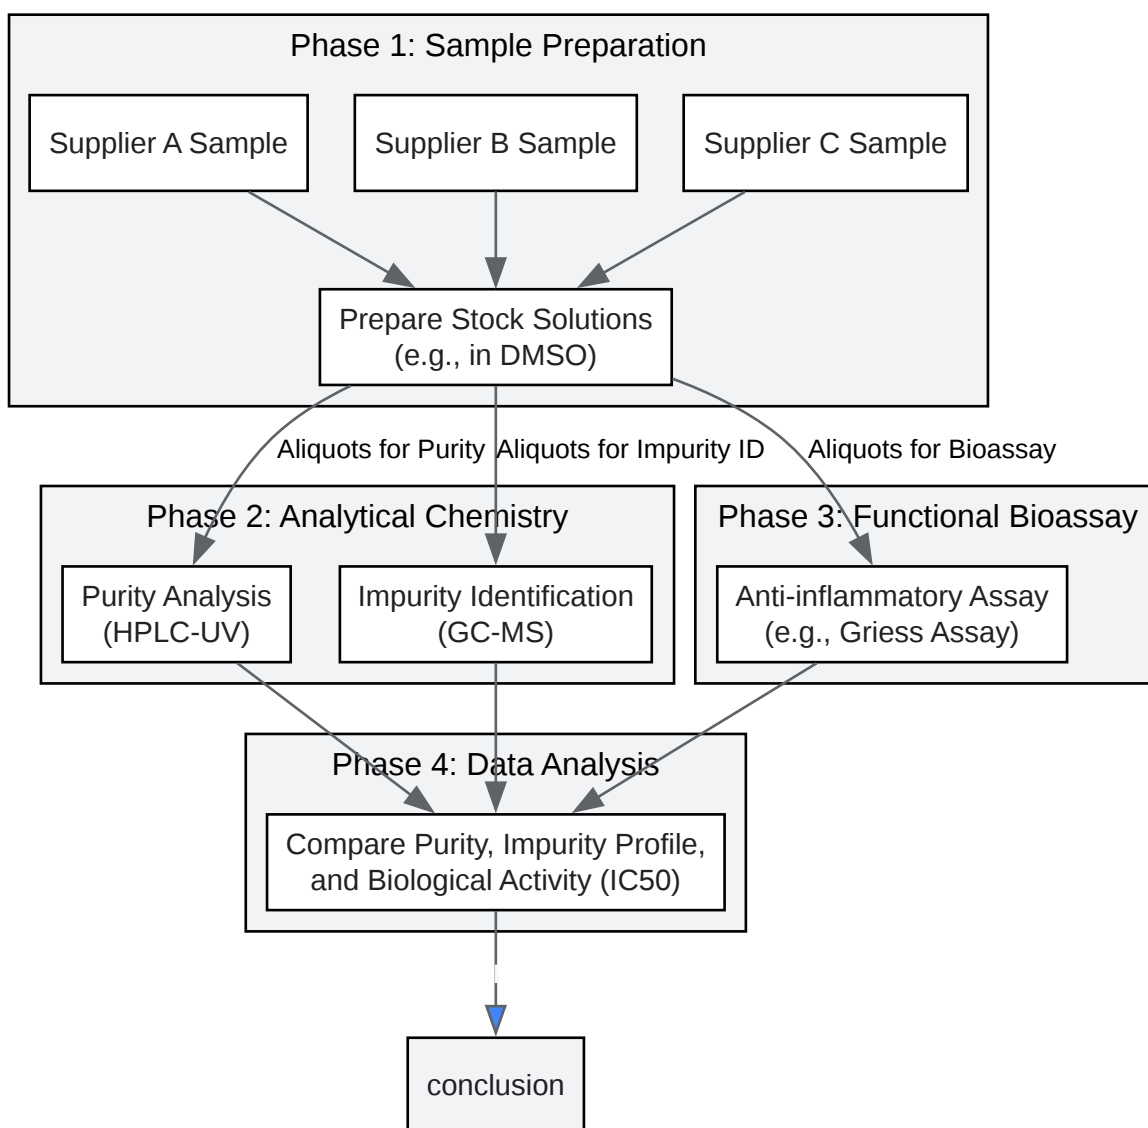 Phase 1: Sample Preparation
Supplier A Sample
Supplier B Sample
Supplier C Sample
Prepare Stock Solutions
(e.g., in DMSO)
Aliquots for Purity
Aliquots for Impurity ID
Aliquots for Bioassay
Phase 2: Analytical Chemistry
Phase 3: Functional Bioassay
Purity Analysis
(HPLC-UV)
Impurity Identification
(GC-MS)
Anti-inflammatory Assay
(e.g., Griess Assay)
Phase 4: Data Analysis
Compare Purity, Impurity Profile,
and Biological Activity (IC50)
conclusion